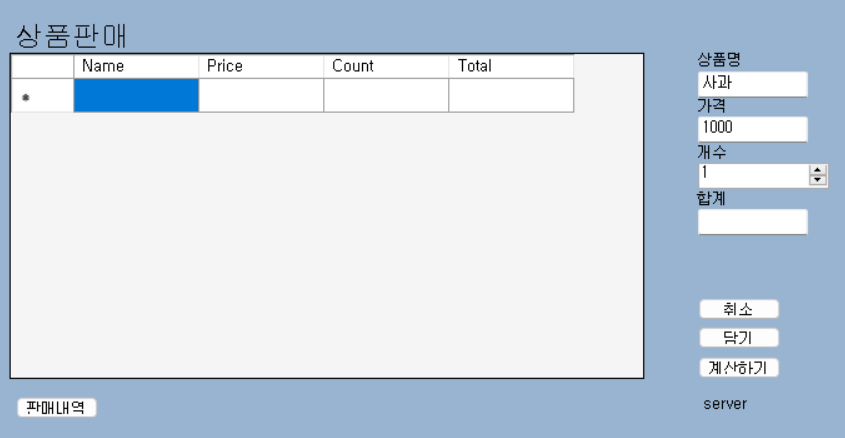 상품판매
Name Price Count Total
상품명
사과
가격
1000
개수
1
합계
취소
담기
계산하기
판매내역
server